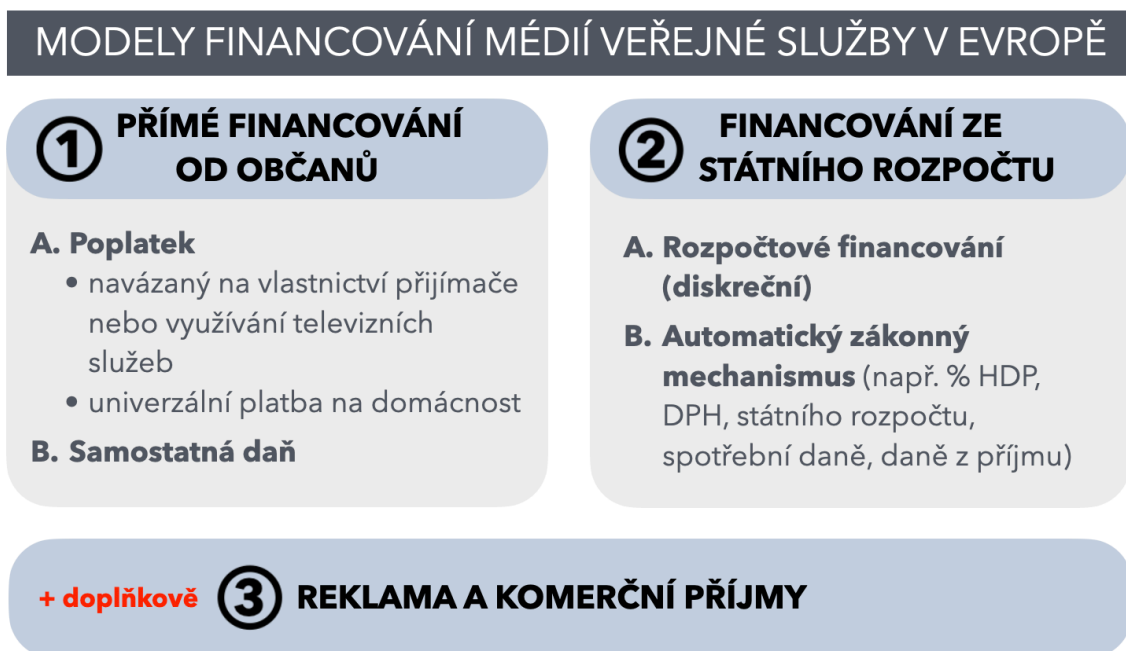 MODELY FINANCOVÁNÍ MÉDIÍ VEŘEJNÉ SLUŽBY V EVROPĚ
1 PŘÍMÉ FINANCOVÁNÍ
OD OBČANŮ
A. Poplatek
• navázaný na vlastnictví přijímače
nebo využívání televizních
služeb
• univerzální platba na domácnost
B. Samostatná daň
2 FINANCOVÁNÍ ZE
STÁTNÍHO ROZPOČTU
A. Rozpočtové financování
(diskreční)
B. Automatický zákonný
mechanismus (např. % HDP,
DPH, státního rozpočtu,
spotřební daně, daně z příjmu)
+ doplňkově 3 REKLAMA A KOMERČNÍ PŘÍJMY